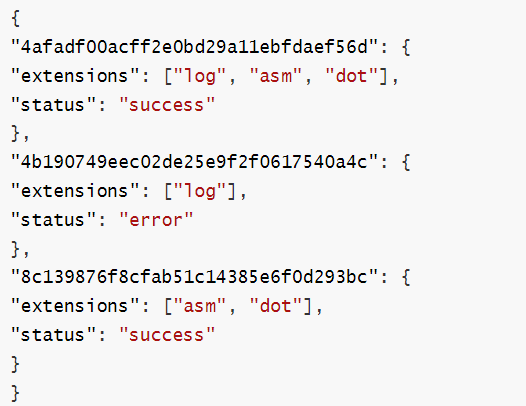 {
"4afadf00acff2e0bd29a11ebfdaef56d": {
"extensions": ["log", "asm", "dot"],
"status": "success"
},
"4b190749eec02de25e9f2f0617540a4c": {
"extensions": ["log"],
"status": "error"
},
"8c139876f8cfab51c14385e6f0d293bc": {
"extensions": ["asm", "dot"],
"status": "success"
}
}